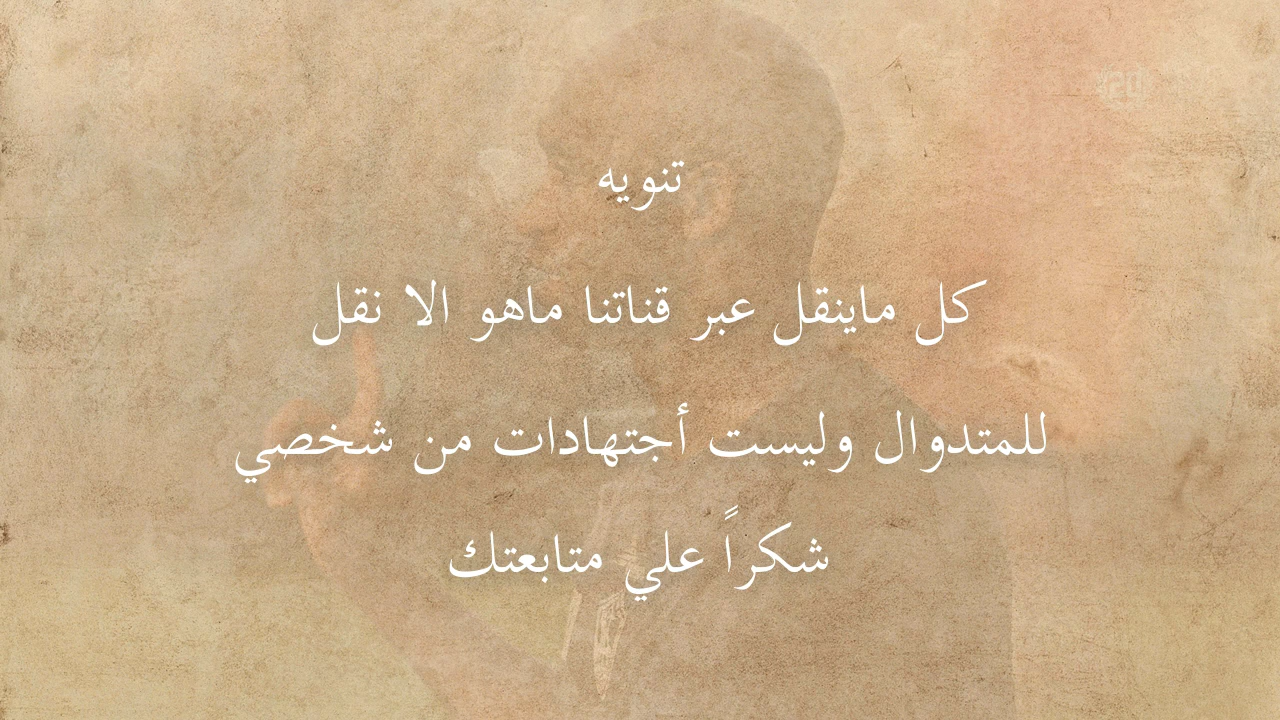 تنويه
كل ماينقل عبر قناتنا ماهو الا نقل
للمتدوال وليست أجتهادات من شخصي
شكراً علي متابعتك